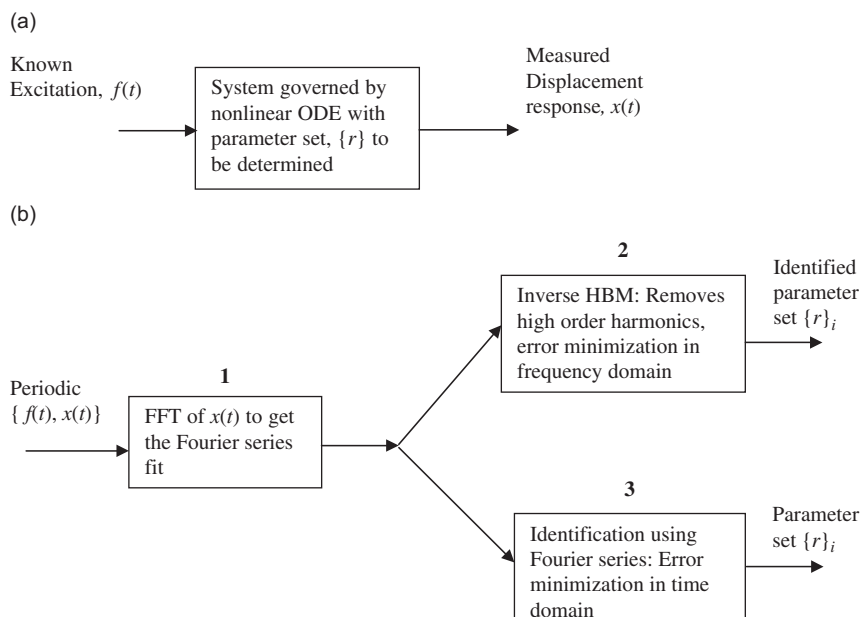 (a)
Known
Excitation, f(t)
System governed by
nonlinear ODE with
parameter set, {r} to
be determined
Measured
Displacement
response, x(t)
(b)
Periodic
{ f(t), x(t)}
1
FFT of x(t) to get
the Fourier series
fit
2
Inverse HBM: Removes
high order harmonics,
error minimization in
frequency domain
Identified
parameter
set {r}i
3
Identification using
Fourier series: Error
minimization in time
domain
Parameter
set {r}i